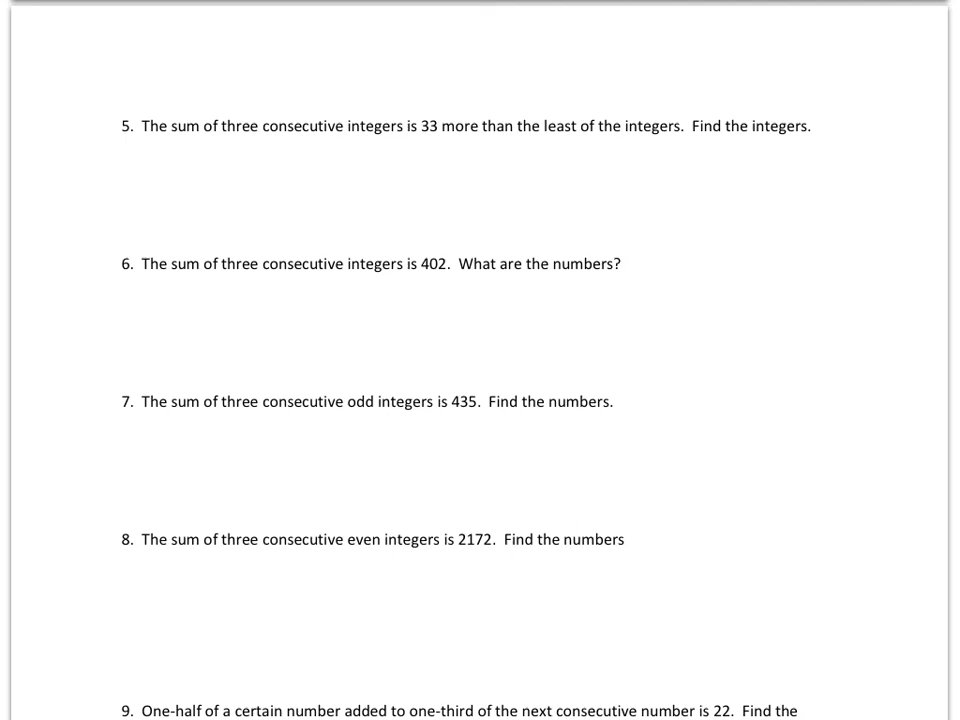 5. The sum of three consecutive integers is 33 more than the least of the integers. Find the integers.
6. The sum of three consecutive integers is 402. What are the numbers?
7. The sum of three consecutive odd integers is 435. Find the numbers.
8. The sum of three consecutive even integers is 2172. Find the numbers
9. One-half of a certain number added to one-third of the next consecutive number is 22. Find the